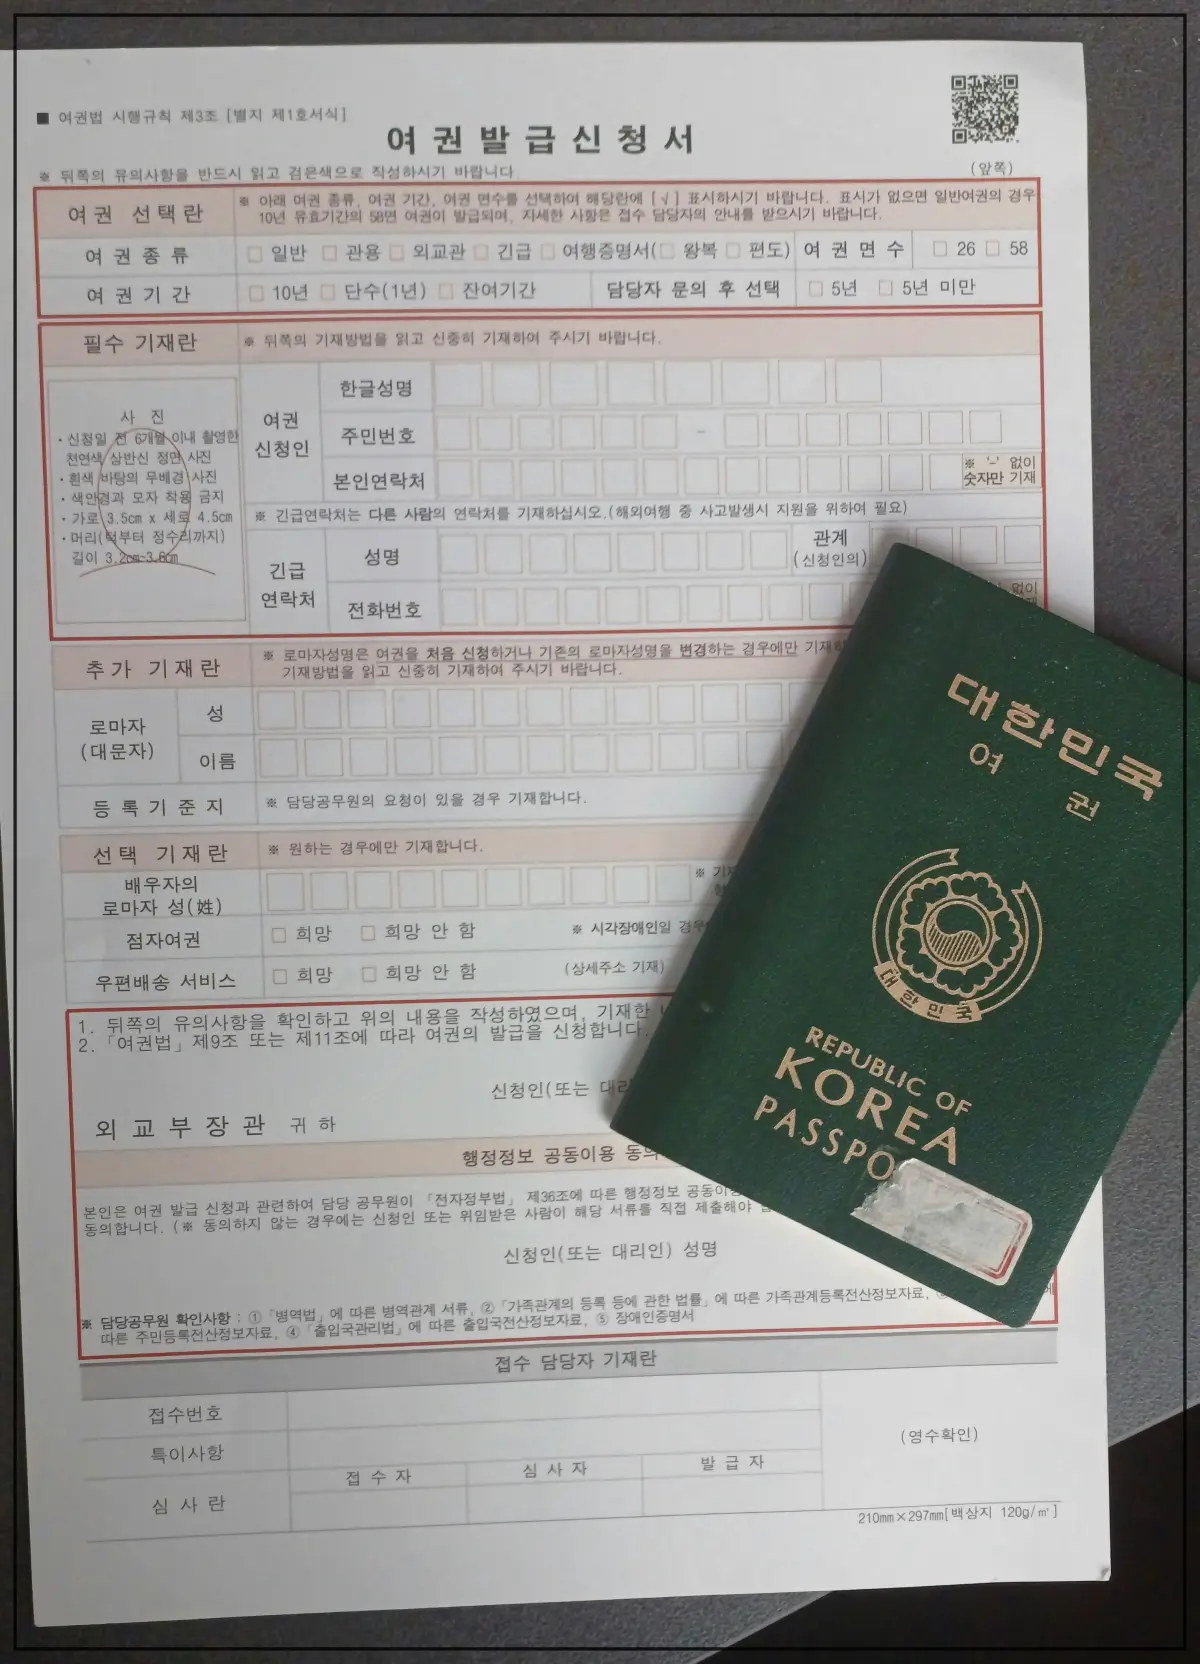 ■ 여권법 시행규칙 제3조 [별지 제1호서식]
여권발급신청서
※ 뒤쪽의 유의사항을 반드시 읽고 검은색으로 작성하시기 바랍니다
(앞쪽)
여권 선택란
※ 아래 여권 종류, 여권 기간, 여권 면수를 선택하여 해당란에 [√] 표시하시기 바랍니다. 표시가 없으면 일반여권의 경우
10년 유효기간의 58면 여권이 발급되며, 자세한 사항은 접수 담당자의 안내를 받으시기 바랍니다.
여권종류 □ 일반 □ 관용 □ 외교관 □ 긴급 □ 여행증명서(□ 왕복 □ 편도) 여권면수 □ 26 □ 58
여권기간 □ 10년 □ 단수(1년) □ 잔여기간 담당자 문의 후 선택 □ 5년 □ 5년 미만
필수 기재란 ※ 뒤쪽의 기재방법을 읽고 신중히 기재하여 주시기 바랍니다.
사 진
· 신청일 전 6개월 이내 촬영한
천연색 상반신 정면 사진
· 흰색 바탕의 무배경 사진
· 색안경과 모자 착용 금지
· 가로 3.5cm x 세로 4.5cm
· 머리(턱부터 정수리까지)
길이 3.2cm-3.6cm
여권
신청인
한글성명
주민번호 -
본인연락처
※ '-' 없이
숫자만 기재
※ 긴급연락처는 다른 사람의 연락처를 기재하십시오.(해외여행 중 사고발생시 지원을 위하여 필요)
긴급
연락처
성명
관계
(신청인의)
전화번호
없이
추가 기재란
※ 로마자성명은 여권을 처음 신청하거나 기존의 로마자성명을 변경하는 경우에만
기재방법을 읽고 신중히 기재하여 주시기 바랍니다.
로마자
(대문자)
성
이름
등록기준지 ※ 담당공무원의 요청이 있을 경우 기재합니다.
선택 기재란 ※ 원하는 경우에만 기재합니다.
배우자의
로마자 성(姓)
※
점자여권 □ 희망 □ 희망 안 함 ※ 시각장애인일
우편배송 서비스 □ 희망 □ 희망 안 함 (상세주소 기재)
1. 뒤쪽의 유의사항을 확인하고 위의 내용을 작성하였으며, 기재한
2. 「여권법」 제9조 또는 제11조에 따라 여권의 발급을 신청합니다.
신청인(또는
외교부장관 귀하
행정정보 공동이용
본인은 여권 발급 신청과 관련하여 담당 공무원이 「전자정부법」 제36조에 따른 행정정보
동의합니다. (※ 동의하지 않는 경우에는 신청인 또는 위임받은 사람이 해당 서류를 직접 제출해야
신청인(또는 대리인) 성명
※ 담당공무원 확인사항 : ①「병역법」에 따른 병역관계 서류, ②「가족관계의 등록 등에 관한 법률」에 따른 가족관계등록전산정보자료, 에
따른 주민등록전산정보자료, ④「출입국관리법」에 따른 출입국전산정보자료, ⑤ 장애인증명서
접수 담당자 기재란
접수번호
특이사항
심사란
접수자 심사자 발급자
(영수확인)
210mm×297mm[백상지 120g/㎡]
대한민국
여
권
대한민국
REPUBLIC OF
KOREA
PASSPO